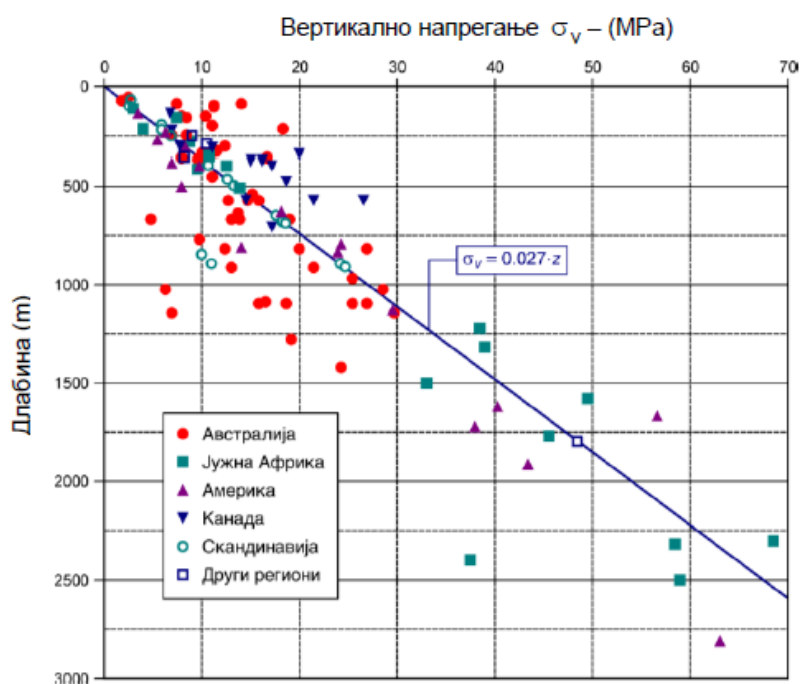 Вертикално напрегање σv – (MPa)
0 10 20 30 40 50 60 70
0
500
1000
1500
2000
2500
3000
Длабина (m)
σv = 0.027·z
Австралија
Јужна Африка
Америка
Канада
Скандинавија
Други региони